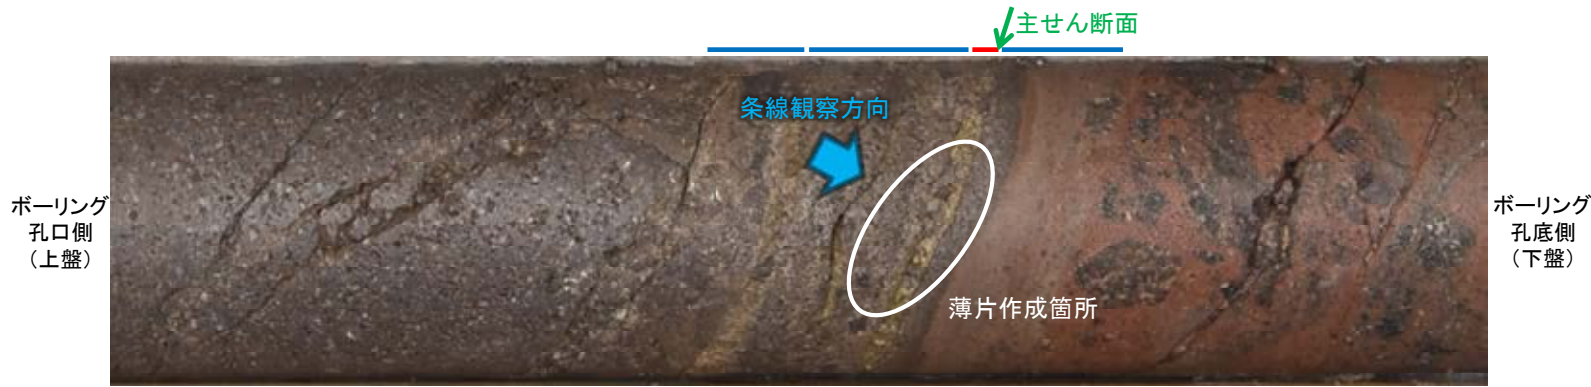 主せん断面
条線観察方向
ボーリング
孔口側
（上盤）
ボーリング
孔底側
（下盤）
薄片作成箇所